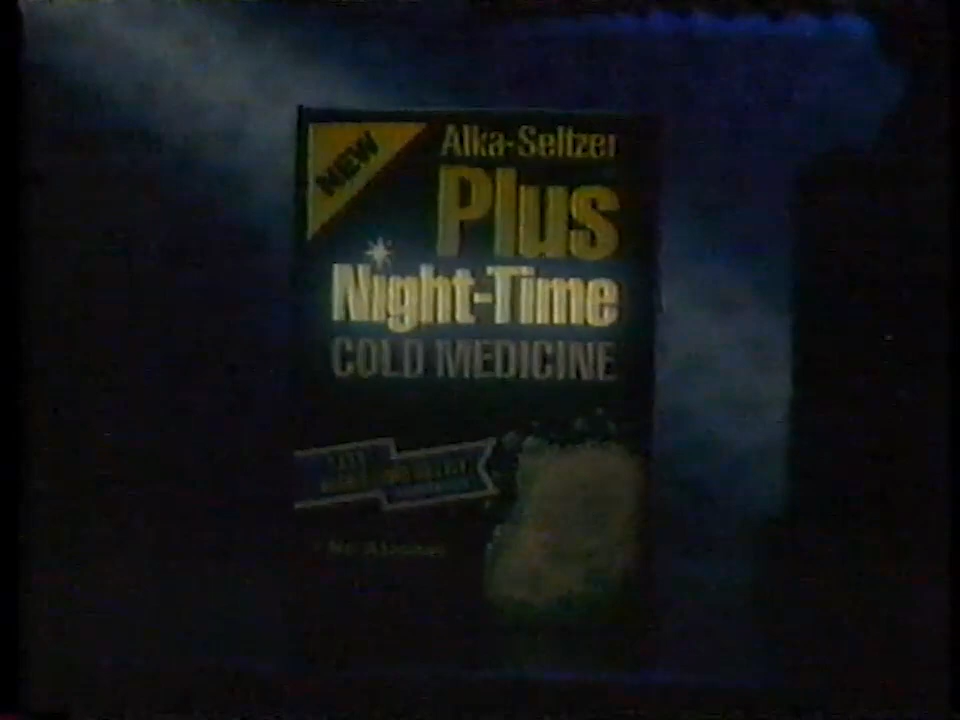 NEW
Alka-Seltzer
Plus
Night-Time
COLD MEDICINE